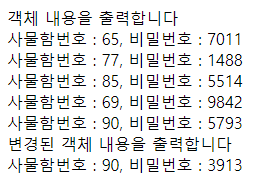 객체 내용을 출력합니다
사물함번호 : 65, 비밀번호 : 7011
사물함번호 : 77, 비밀번호 : 1488
사물함번호 : 85, 비밀번호 : 5514
사물함번호 : 69, 비밀번호 : 9842
사물함번호 : 90, 비밀번호 : 5793
변경된 객체 내용을 출력합니다
사물함번호 : 90, 비밀번호 : 3913